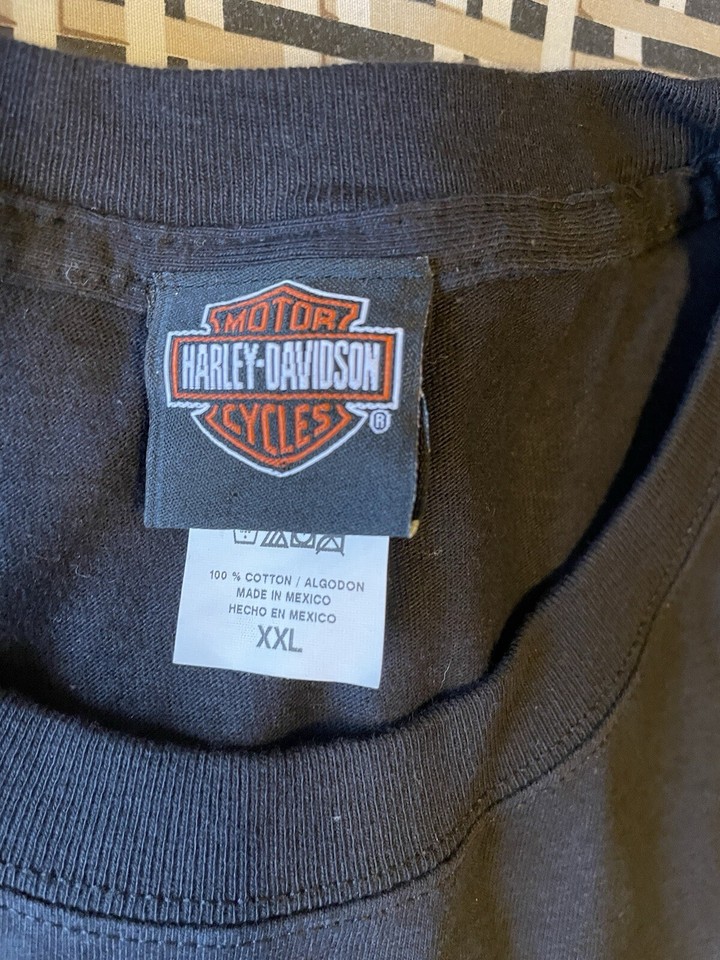 MOTOR
HARLEY-DAVIDSON
CYCLES
®
100 % COTTON / ALGODON
MADE IN MEXICO
HECHO EN MEXICO
XXL